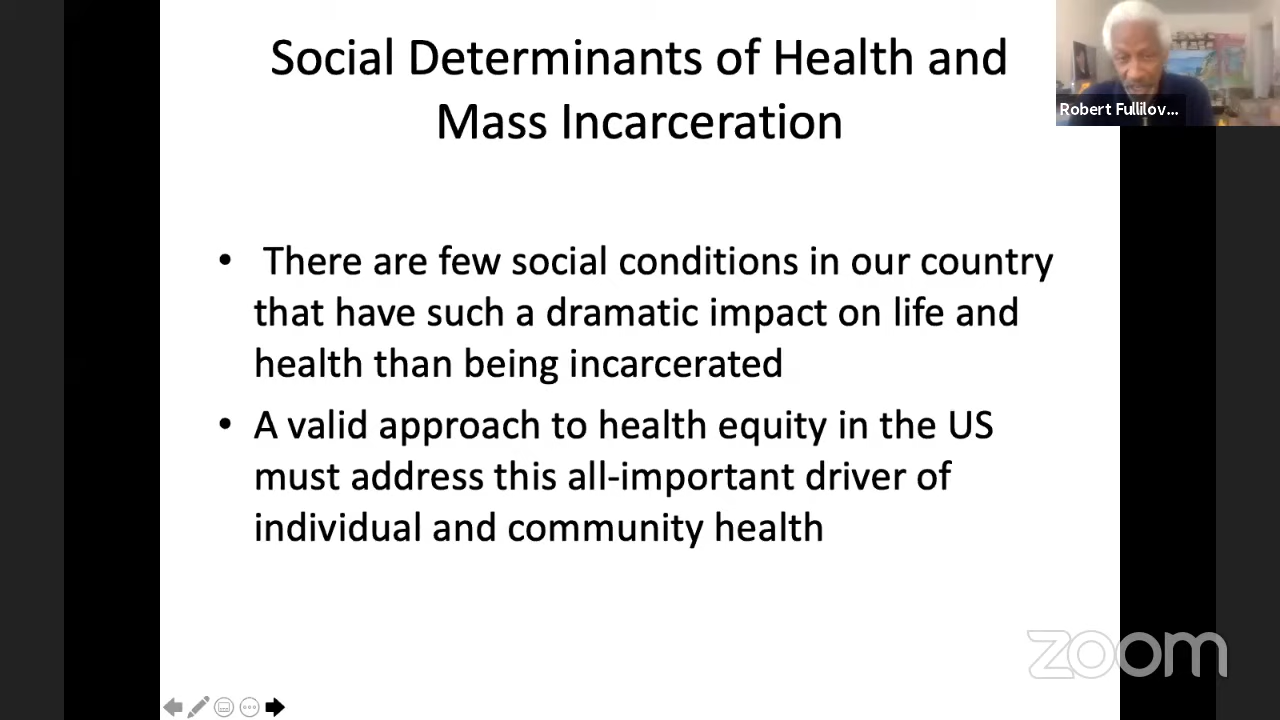 Social Determinants of Health and
Mass Incarceration
Robert Fullilov...
• There are few social conditions in our country
that have such a dramatic impact on life and
health than being incarcerated
• A valid approach to health equity in the US
must address this all-important driver of
individual and community health
zoom